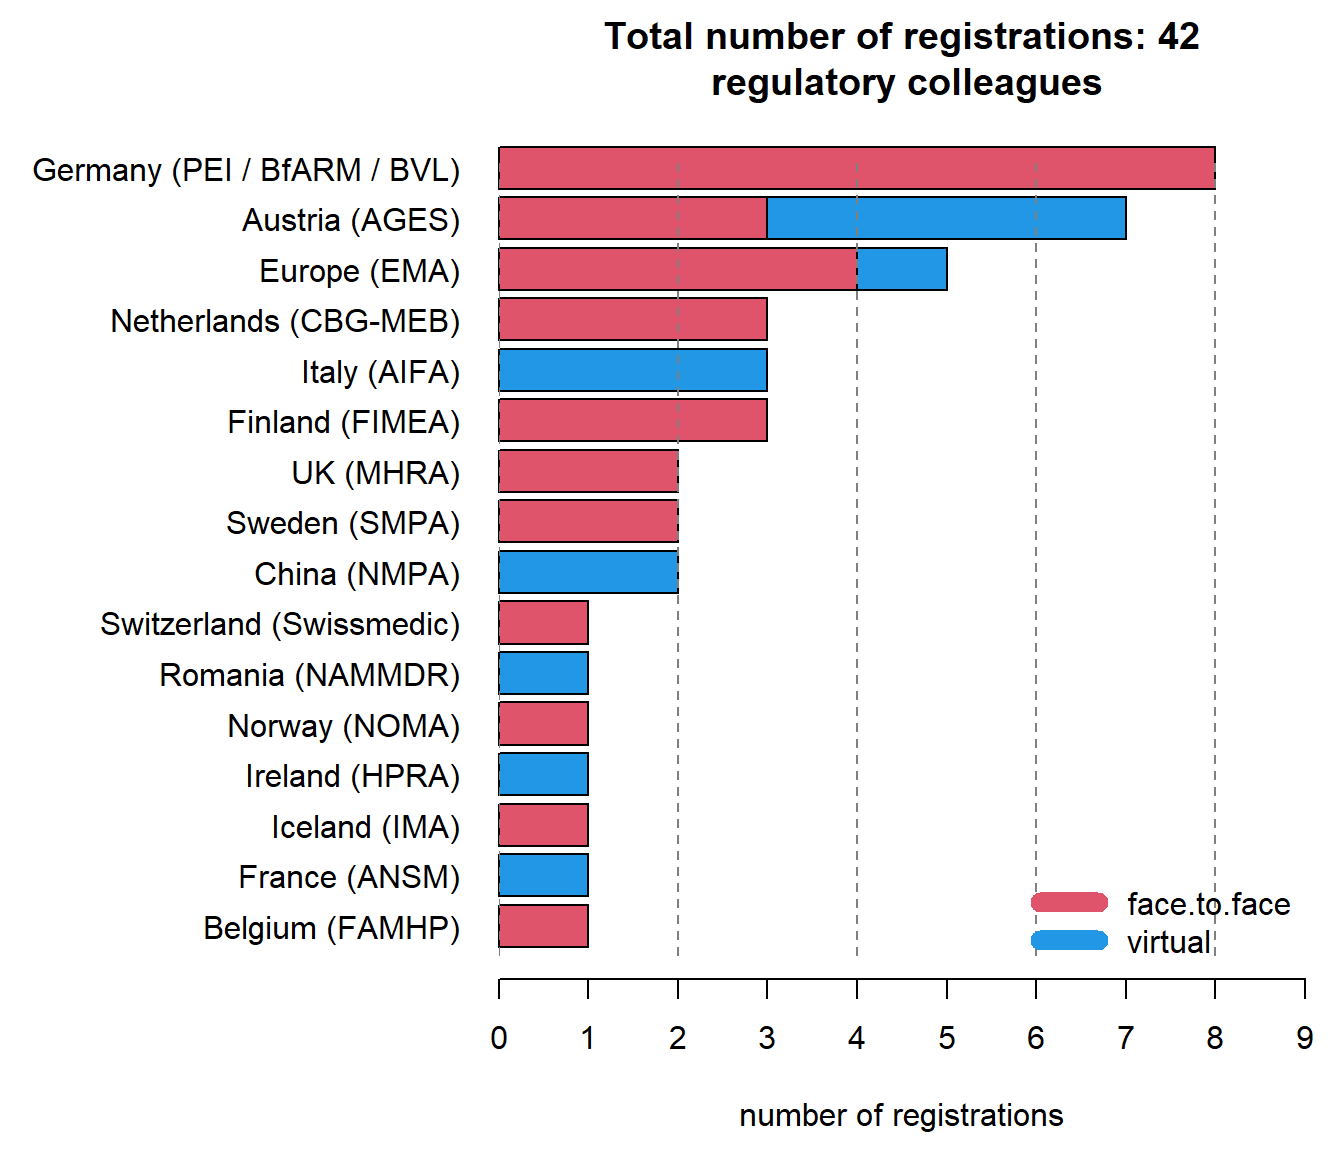 Total number of registrations: 42
regulatory colleagues
Germany (PEI / BfARM / BVL)
Austria (AGES)
Europe (EMA)
Netherlands (CBG-MEB)
Italy (AIFA)
Finland (FIMEA)
UK (MHRA)
Sweden (SMPA)
China (NMPA)
Switzerland (Swissmedic)
Romania (NAMMDR)
Norway (NOMA)
Ireland (HPRA)
Iceland (IMA)
France (ANSM)
Belgium (FAMHP)
face.to.face
virtual
0 1 2 3 4 5 6 7 8 9
number of registrations